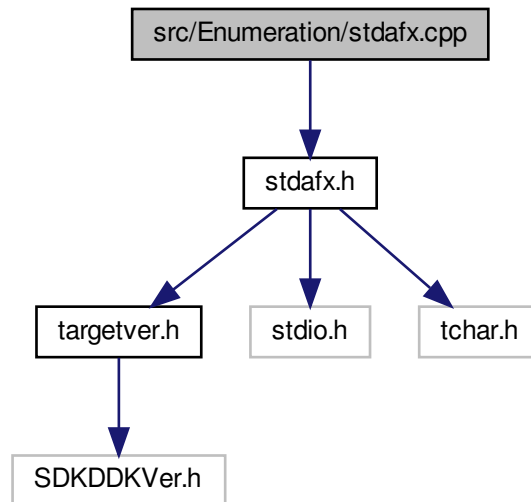 src/Enumeration/stdafx.cpp
stdafx.h
targetver.h
stdio.h
tchar.h
SDKDDKVer.h